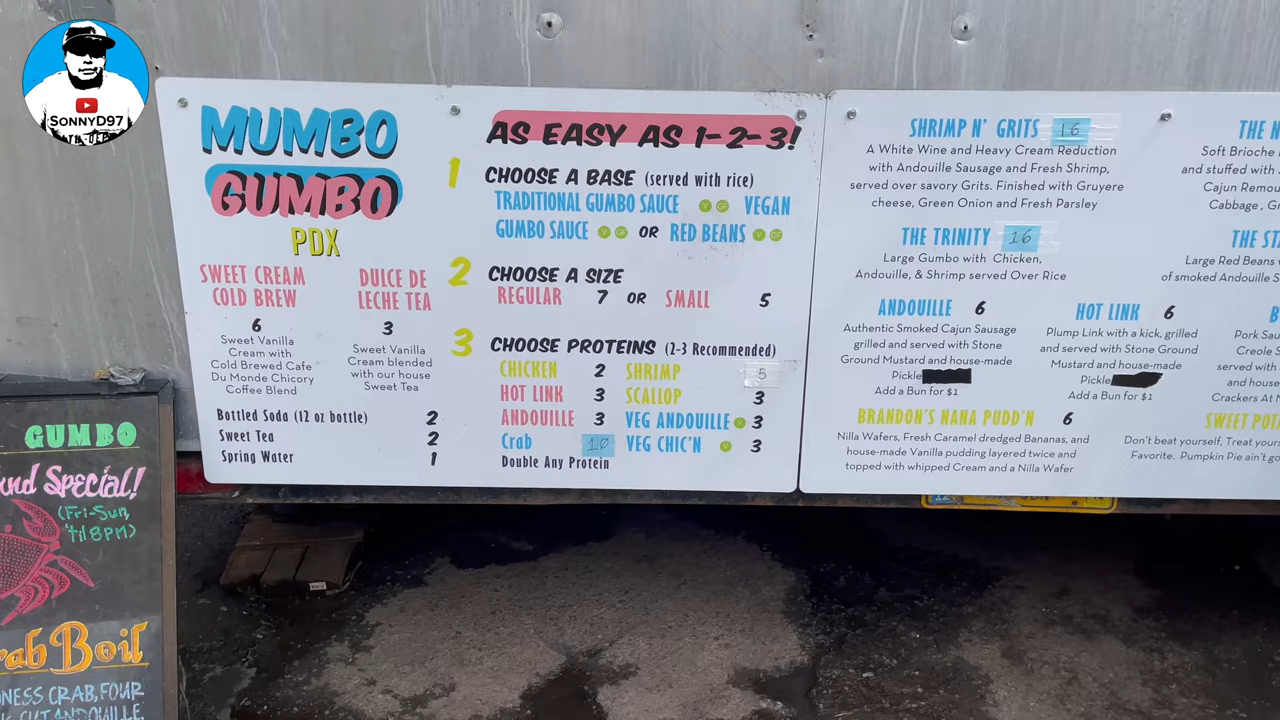 SONNYD97
MUMBO
GUMBO
PDX
SWEET CREAM
COLD BREW
6
Sweet Vanilla
Cream with
Cold Brewed Cafe
Du Monde Chicory
Coffee Blend
DULCE DE
LECHE TEA
3
Sweet Vanilla
Cream blended
with our house
Sweet Tea
Bottled Soda (12 oz bottle) 2
Sweet Tea 2
Spring Water 1
AS EASY AS 1-2-3!
1 CHOOSE A BASE (served with rice)
TRADITIONAL GUMBO SAUCE V GF VEGAN
GUMBO SAUCE V GF OR RED BEANS V GF
2 CHOOSE A SIZE
REGULAR 7 OR SMALL 5
3 CHOOSE PROTEINS (2-3 Recommended)
CHICKEN 2 SHRIMP 5
HOT LINK 3 SCALLOP 3
ANDOUILLE 3 VEG ANDOUILLE V 3
Crab 10 VEG CHIC'N V 3
Double Any Protein
SHRIMP N' GRITS 16
A White Wine and Heavy Cream Reduction
with Andouille Sausage and Fresh Shrimp,
served over savory Grits. Finished with Gruyere
cheese, Green Onion and Fresh Parsley
THE TRINITY 16
Large Gumbo with Chicken,
Andouille, & Shrimp served Over Rice
ANDOUILLE 6
Authentic Smoked Cajun Sausage
grilled and served with Stone
Ground Mustard and house-made
Pickle
Add a Bun for $1
HOT LINK 6
Plump Link with a kick, grilled
and served with Stone Ground
Mustard and house-made
Pickle
Add a Bun for $1
BRANDON'S NANA PUDD'N 6
Nilla Wafers, Fresh Caramel dredged Bananas, and
house-made Vanilla pudding layered twice and
topped with whipped Cream and a Nilla Wafer
THE
Soft Brioche
and stuffed with
Cajun
Cabbage,
THE
Large Red Beans
of smoked Andouille
Pork
Creole
served
and house
Crackers At
SWEET
Don't beat yourself, Treat
Favorite. Pumpkin Pie ain't
GUMBO
Special!
(Fri-Sun,
'til 8PM)
Boil
CRAB, FOUR
ANDOUILLE,